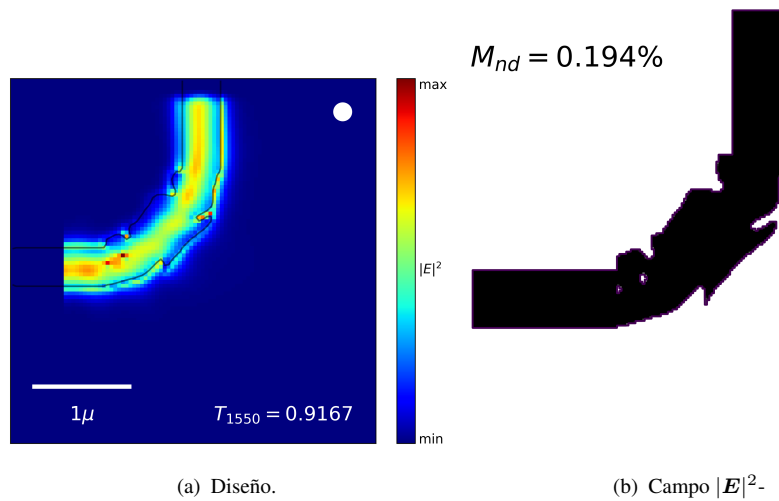 M_nd = 0.194%
max
|E|²
min
1μ
T_1550 = 0.9167
(a) Diseño.
(b) Campo |E|²-